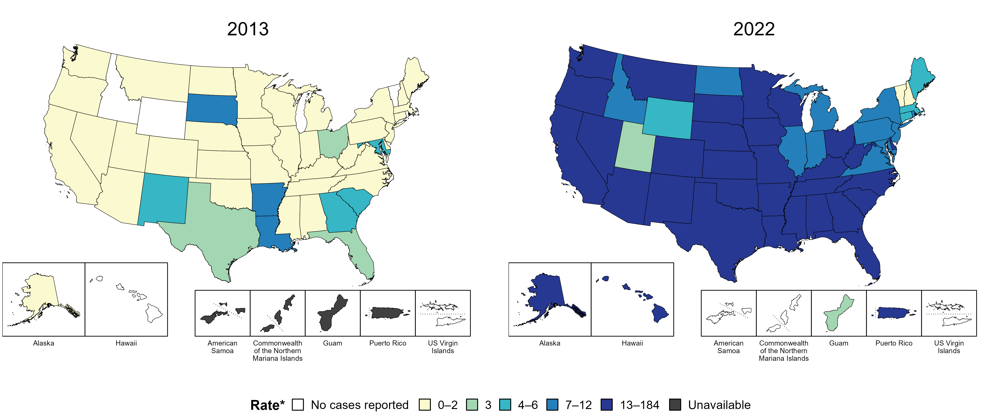 2013
2022
Alaska
Hawaii
American
Samoa
Commonwealth
of the Northern
Mariana Islands
Guam
Puerto Rico
US Virgin
Islands
Alaska
Hawaii
American
Samoa
Commonwealth
of the Northern
Mariana Islands
Guam
Puerto Rico
US Virgin
Islands
Rate* No cases reported 0–2 3 4–6 7–12 13–184 Unavailable